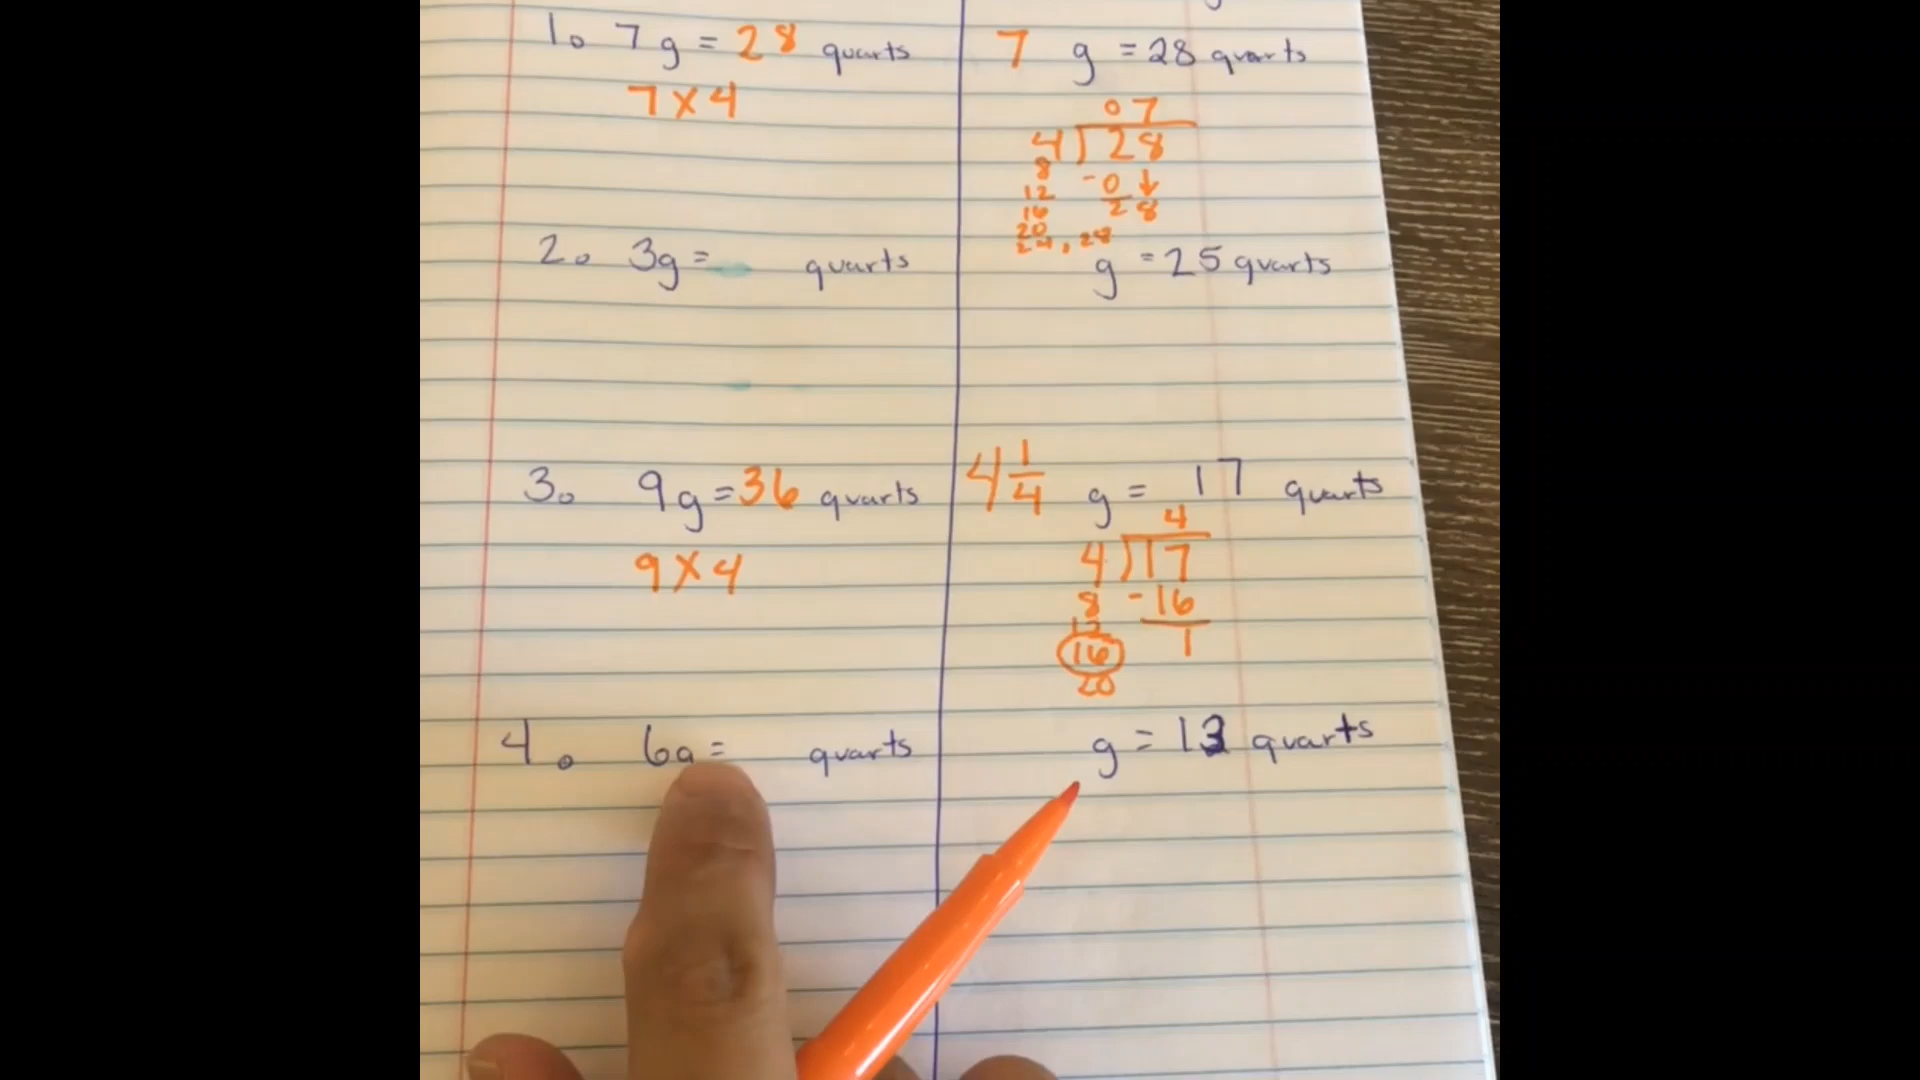 1. 7g = 28 quarts
7 x 4
2. 3g = quarts
3. 9g = 36 quarts
9 x 4
4. 6g = quarts
7 g = 28 quarts
07
4)28
8 -0↓
12 28
16
20
24, 28
g = 25 quarts
4 1/4 g = 17 quarts
4
4)17
8 -16
12 1
16
20
g = 13 quarts